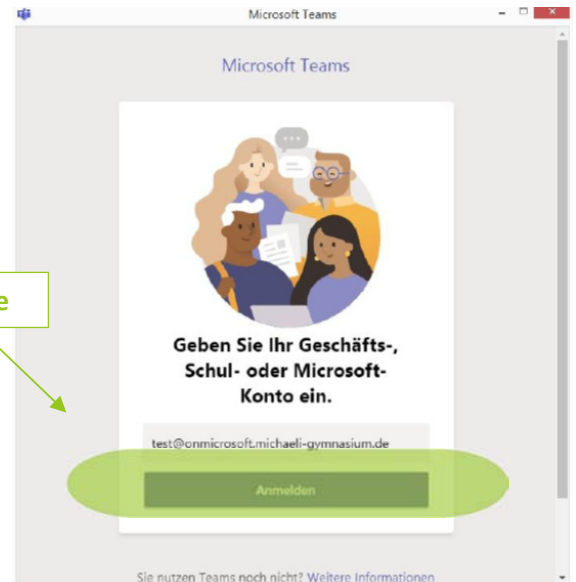 Microsoft Teams
Microsoft Teams
e
Geben Sie Ihr Geschäfts-,
Schul- oder Microsoft-
Konto ein.
test@onmicrosoft.michaeli-gymnasium.de
Anmelden
Sie nutzen Teams noch nicht? Weitere Informationen